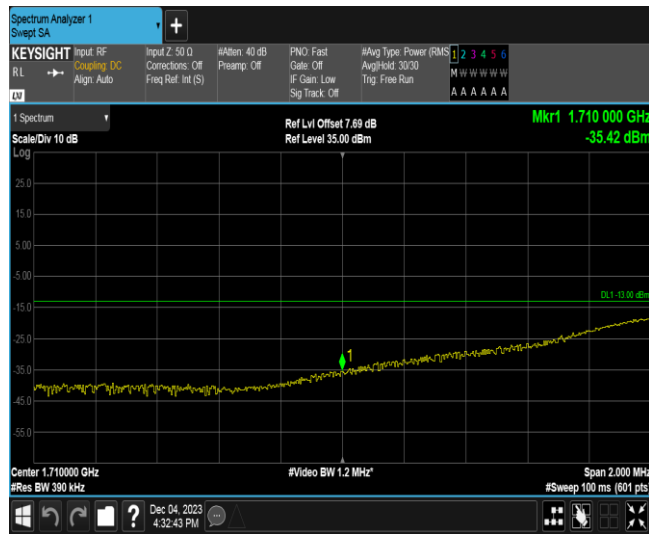 Spectrum Analyzer 1
Swept SA
+
KEYSIGHT
RL
LXI
Input: RF
Coupling: DC
Align: Auto
Input Z: 50 Ω
Corrections: Off
Freq Ref: Int (S)
#Atten: 40 dB
Preamp: Off
PNO: Fast
Gate: Off
IF Gain: Low
Sig Track: Off
#Avg Type: Power (RMS
Avg|Hold: 30/30
Trig: Free Run
1 2 3 4 5 6
M W W W W W
A A A A A A
1 Spectrum
Scale/Div 10 dB
Log
Ref Lvl Offset 7.69 dB
Ref Level 35.00 dBm
Mkr1 1.710 000 GHz
-35.42 dBm
25.0
15.0
5.00
-5.00
DL1 -13.00 dBm
-15.0
-25.0
1
-35.0
-45.0
-55.0
Center 1.710000 GHz
#Video BW 1.2 MHz*
Span 2.000 MHz
#Res BW 390 kHz
#Sweep 100 ms (601 pts
?
Dec 04, 2023
4:32:43 PM